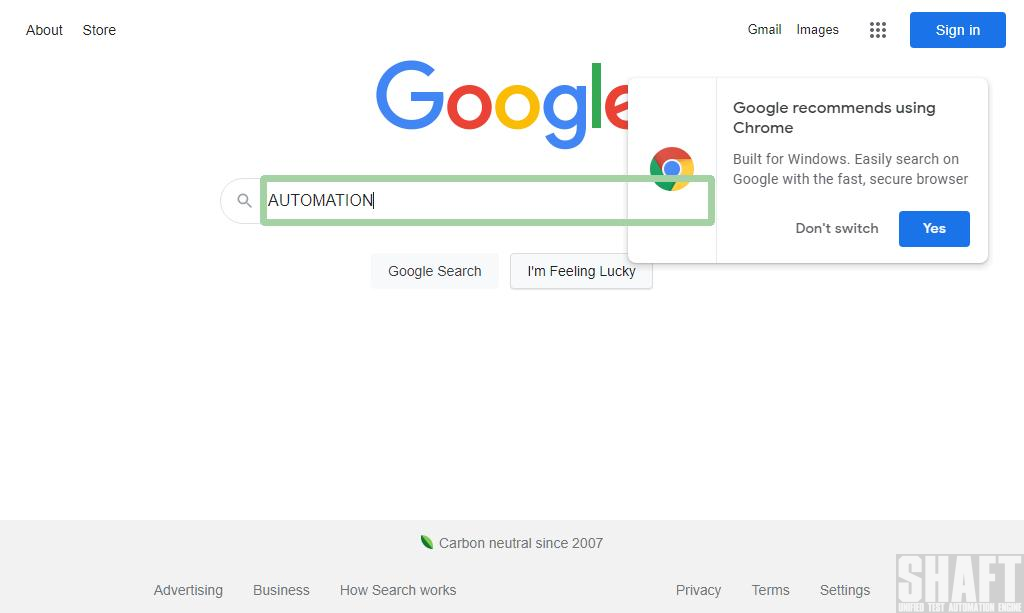 About Store
Gmail Images
Sign in
Google
Google recommends using
Chrome
Built for Windows. Easily search on
Google with the fast, secure browser
Don't switch
Yes
AUTOMATION
Google Search
I'm Feeling Lucky
Carbon neutral since 2007
Advertising Business How Search works
Privacy Terms Settings
SHAFT
UNIFIED TEST AUTOMATION ENGINE